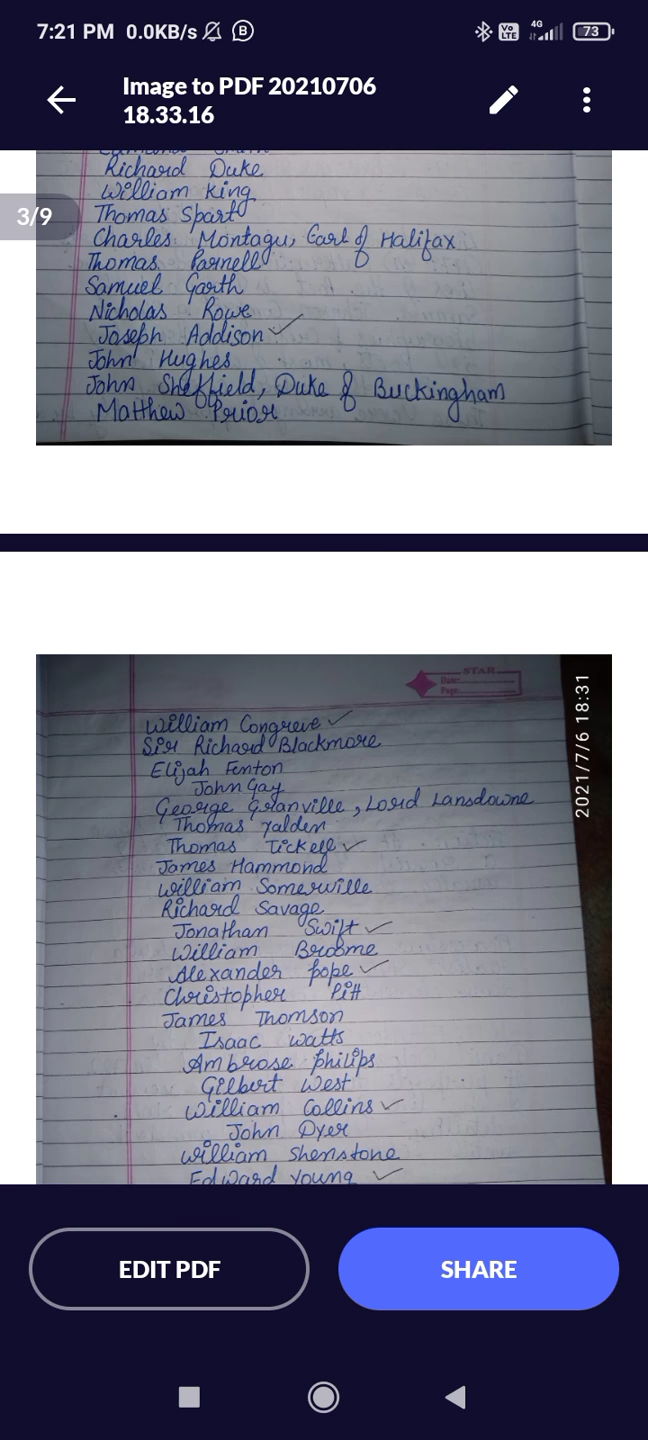 7:21 PM 0.0KB/s B Vo LTE 4G 73
Image to PDF 20210706
18.33.16
3/9
Richard Duke
William King
Thomas Spart
Charles Montagu, Earl of Halifax
Thomas Parnell
Samuel Garth
Nicholas Rowe
Joseph Addison ✓
John Hughes
John Sheffield, Duke of Buckingham
Matthew Prior
STAR
Date:
Page:
2021/7/6 18:31
William Congreve ✓
Sir Richard Blackmore
Elijah Fenton
John Gay
George Granville, Lord Lansdowne
Thomas Yalden
Thomas Tickell ✓
James Hammond
William Somerville
Richard Savage
Jonathan Swift ✓
William Broome
Alexander Pope ✓
Christopher Pitt
James Thomson
Isaac Watts
Ambrose Philips
Gilbert West
William Collins ✓
John Dyer
William Shenstone
Edward Young ✓
EDIT PDF
SHARE